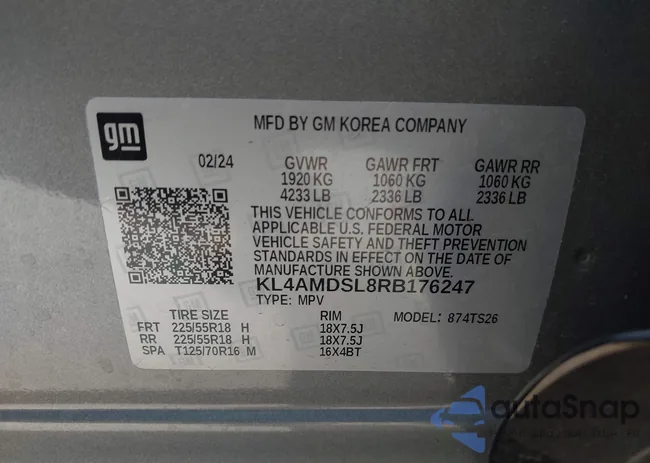 gm
MFD BY GM KOREA COMPANY
02/24 GVWR GAWR FRT GAWR RR
1920 KG 1060 KG 1060 KG
4233 LB 2336 LB 2336 LB
THIS VEHICLE CONFORMS TO ALL
APPLICABLE U.S. FEDERAL MOTOR
VEHICLE SAFETY AND THEFT PREVENTION
STANDARDS IN EFFECT ON THE DATE OF
MANUFACTURE SHOWN ABOVE.
KL4AMDSL8RB176247
TYPE: MPV
TIRE SIZE RIM MODEL: 874TS26
FRT 225/55R18 H 18X7.5J
RR 225/55R18 H 18X7.5J
SPA T125/70R16 M 16X4BT
autoSnap